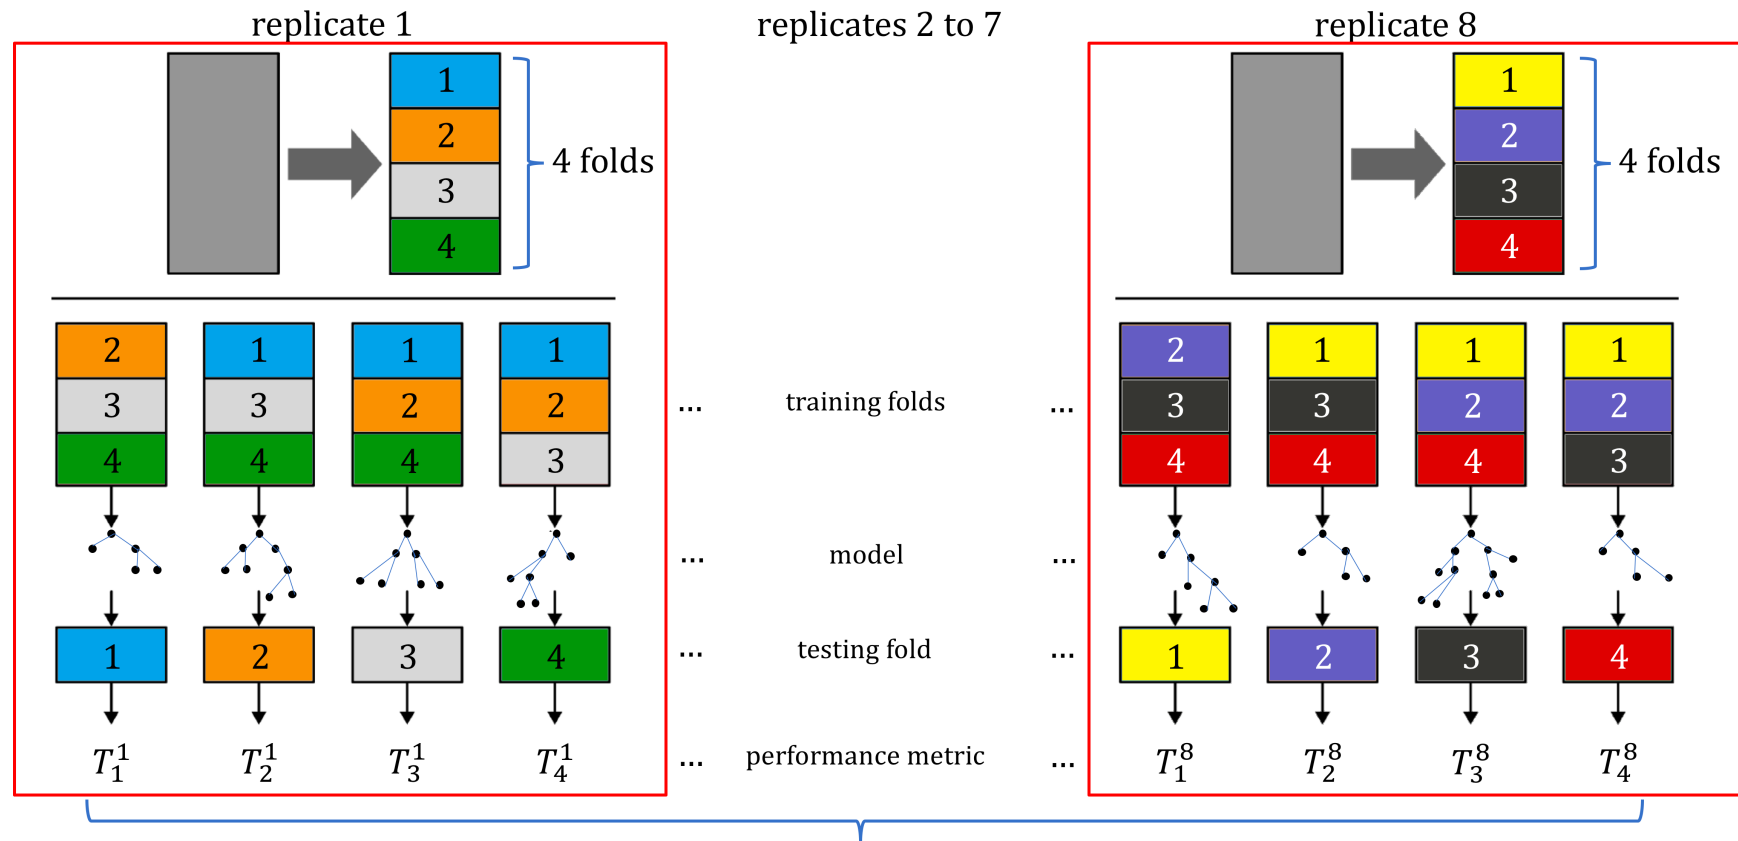 replicate 1 replicates 2 to 7 replicate 8
1 1
2 2
4 folds 4 folds
3 3
4 4
2 1 1 1 2 1 1 1
3 3 2 2 ... training folds ... 3 3 2 2
4 4 4 3 4 4 4 3
... model ...
1 2 3 4 ... testing fold ... 1 2 3 4
T₁¹ T₂¹ T₃¹ T₄¹ ... performance metric ... T₁⁸ T₂⁸ T₃⁸ T₄⁸